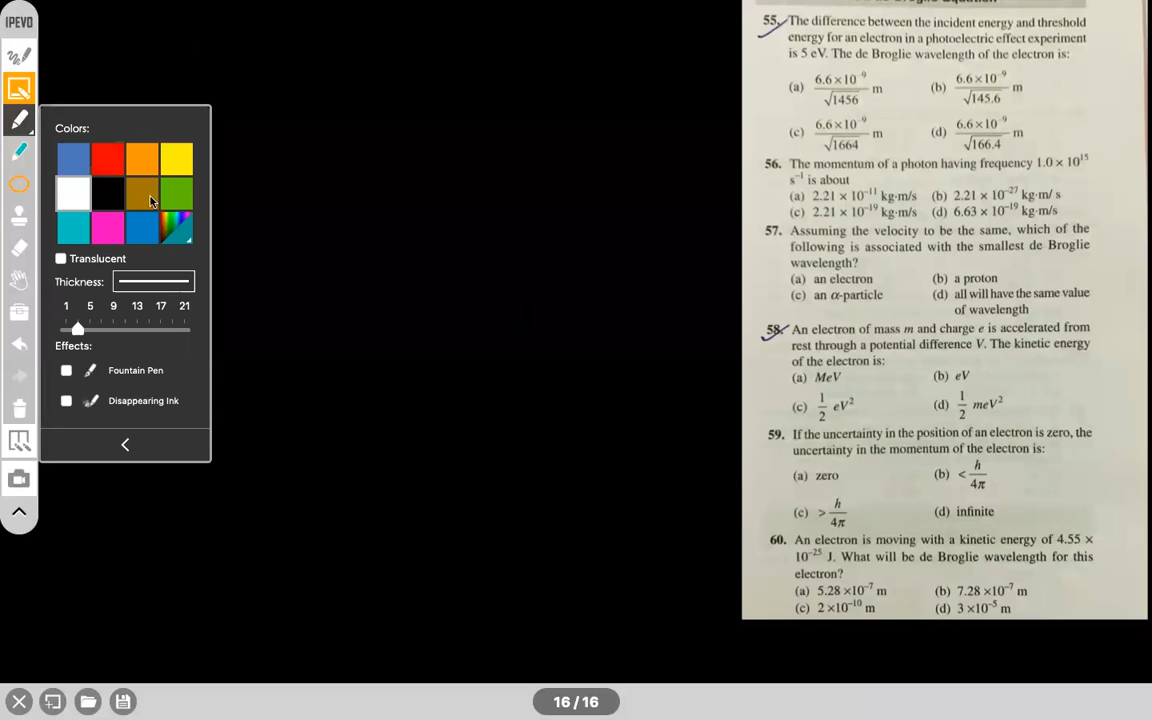 IPEVO
Colors:
Translucent
Thickness:
1 5 9 13 17 21
Effects:
Fountain Pen
Disappearing Ink
16 / 16
55. The difference between the incident energy and threshold
energy for an electron in a photoelectric effect experiment
is 5 eV. The de Broglie wavelength of the electron is:
(a) 6.6×10⁻⁹/√1456 m (b) 6.6×10⁻⁹/√145.6 m
(c) 6.6×10⁻⁹/√1664 m (d) 6.6×10⁻⁹/√166.4 m
56. The momentum of a photon having frequency 1.0 × 10¹⁵
s⁻¹ is about
(a) 2.21 × 10⁻¹¹ kg·m/s (b) 2.21 × 10⁻²⁷ kg·m/ s
(c) 2.21 × 10⁻¹⁹ kg·m/s (d) 6.63 × 10⁻¹⁹ kg·m/s
57. Assuming the velocity to be the same, which of the
following is associated with the smallest de Broglie
wavelength?
(a) an electron (b) a proton
(c) an α-particle (d) all will have the same value
of wavelength
58. An electron of mass m and charge e is accelerated from
rest through a potential difference V. The kinetic energy
of the electron is:
(a) MeV (b) eV
(c) 1/2 eV² (d) 1/2 meV²
59. If the uncertainty in the position of an electron is zero, the
uncertainty in the momentum of the electron is:
(a) zero (b) < h/4π
(c) > h/4π (d) infinite
60. An electron is moving with a kinetic energy of 4.55 ×
10⁻²⁵ J. What will be de Broglie wavelength for this
electron?
(a) 5.28 ×10⁻⁷ m (b) 7.28 ×10⁻⁷ m
(c) 2 ×10⁻¹⁰ m (d) 3 ×10⁻⁵ m